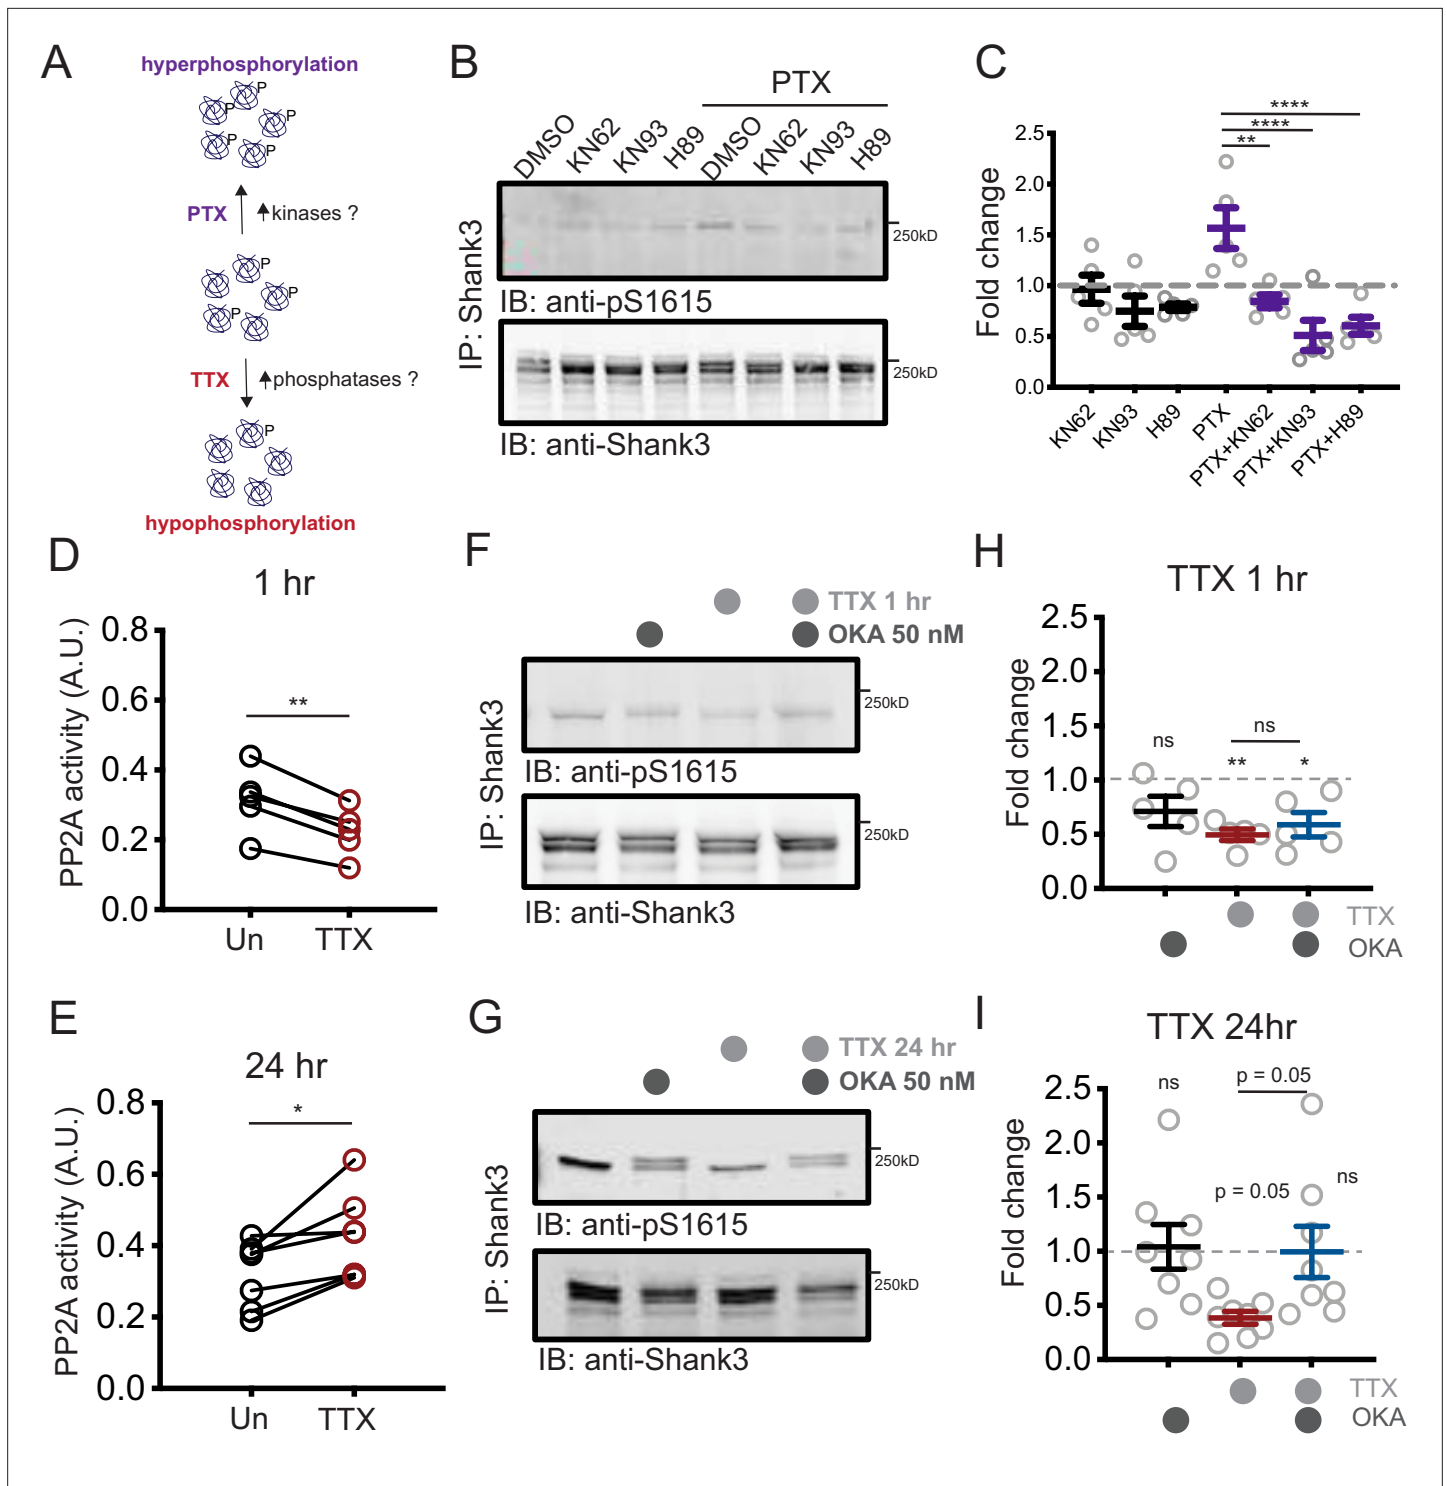 A
hyperphosphorylation
P
P
P
P
P
PTX
kinases ?
P
P
P
TTX
phosphatases ?
P
hypophosphorylation
B
PTX
DMSO KN62 KN93 H89 DMSO KN62 KN93 H89
IP: Shank3
250kD
IB: anti-pS1615
250kD
IB: anti-Shank3
C
Fold change
2.5
2.0
1.5
1.0
0.5
0.0
****
****
**
KN62 KN93 H89 PTX PTX+KN62 PTX+KN93 PTX+H89
D
1 hr
PP2A activity (A.U.)
0.8
0.6
0.4
0.2
0.0
**
Un TTX
E
24 hr
PP2A activity (A.U.)
0.8
0.6
0.4
0.2
0.0
*
Un TTX
F
TTX 1 hr
OKA 50 nM
IP: Shank3
250kD
IB: anti-pS1615
250kD
IB: anti-Shank3
G
TTX 24 hr
OKA 50 nM
IP: Shank3
250kD
IB: anti-pS1615
250kD
IB: anti-Shank3
H
TTX 1 hr
Fold change
2.5
2.0
1.5
1.0
0.5
0.0
ns
ns
** *
TTX
OKA
I
TTX 24hr
Fold change
2.5
2.0
1.5
1.0
0.5
0.0
ns
p = 0.05
p = 0.05
ns
TTX
OKA